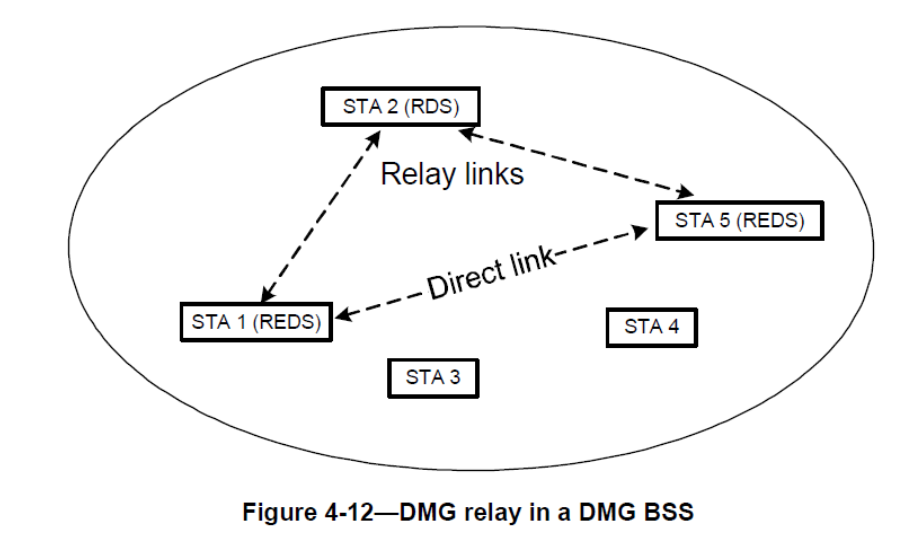 STA 2 (RDS)
Relay links
STA 5 (REDS)
Direct link
STA 1 (REDS)
STA 4
STA 3
Figure 4-12—DMG relay in a DMG BSS